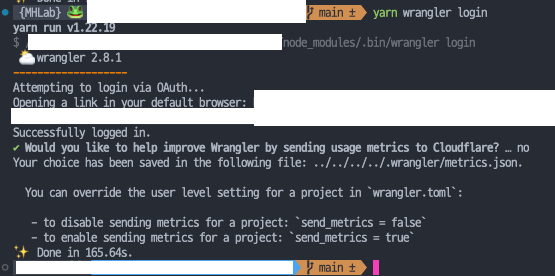 ✨ Done in
{MHLab} 🐸 main ± yarn wrangler login
yarn run v1.22.19
$ / node_modules/.bin/wrangler login
⛅ wrangler 2.8.1
-------------------
Attempting to login via OAuth...
Opening a link in your default browser:
Successfully logged in.
✔ Would you like to help improve Wrangler by sending usage metrics to Cloudflare? … no
Your choice has been saved in the following file: ../../../../.wrangler/metrics.json.
You can override the user level setting for a project in `wrangler.toml`:
– to disable sending metrics for a project: `send_metrics = false`
– to enable sending metrics for a project: `send_metrics = true`
✨ Done in 165.64s.
main ±